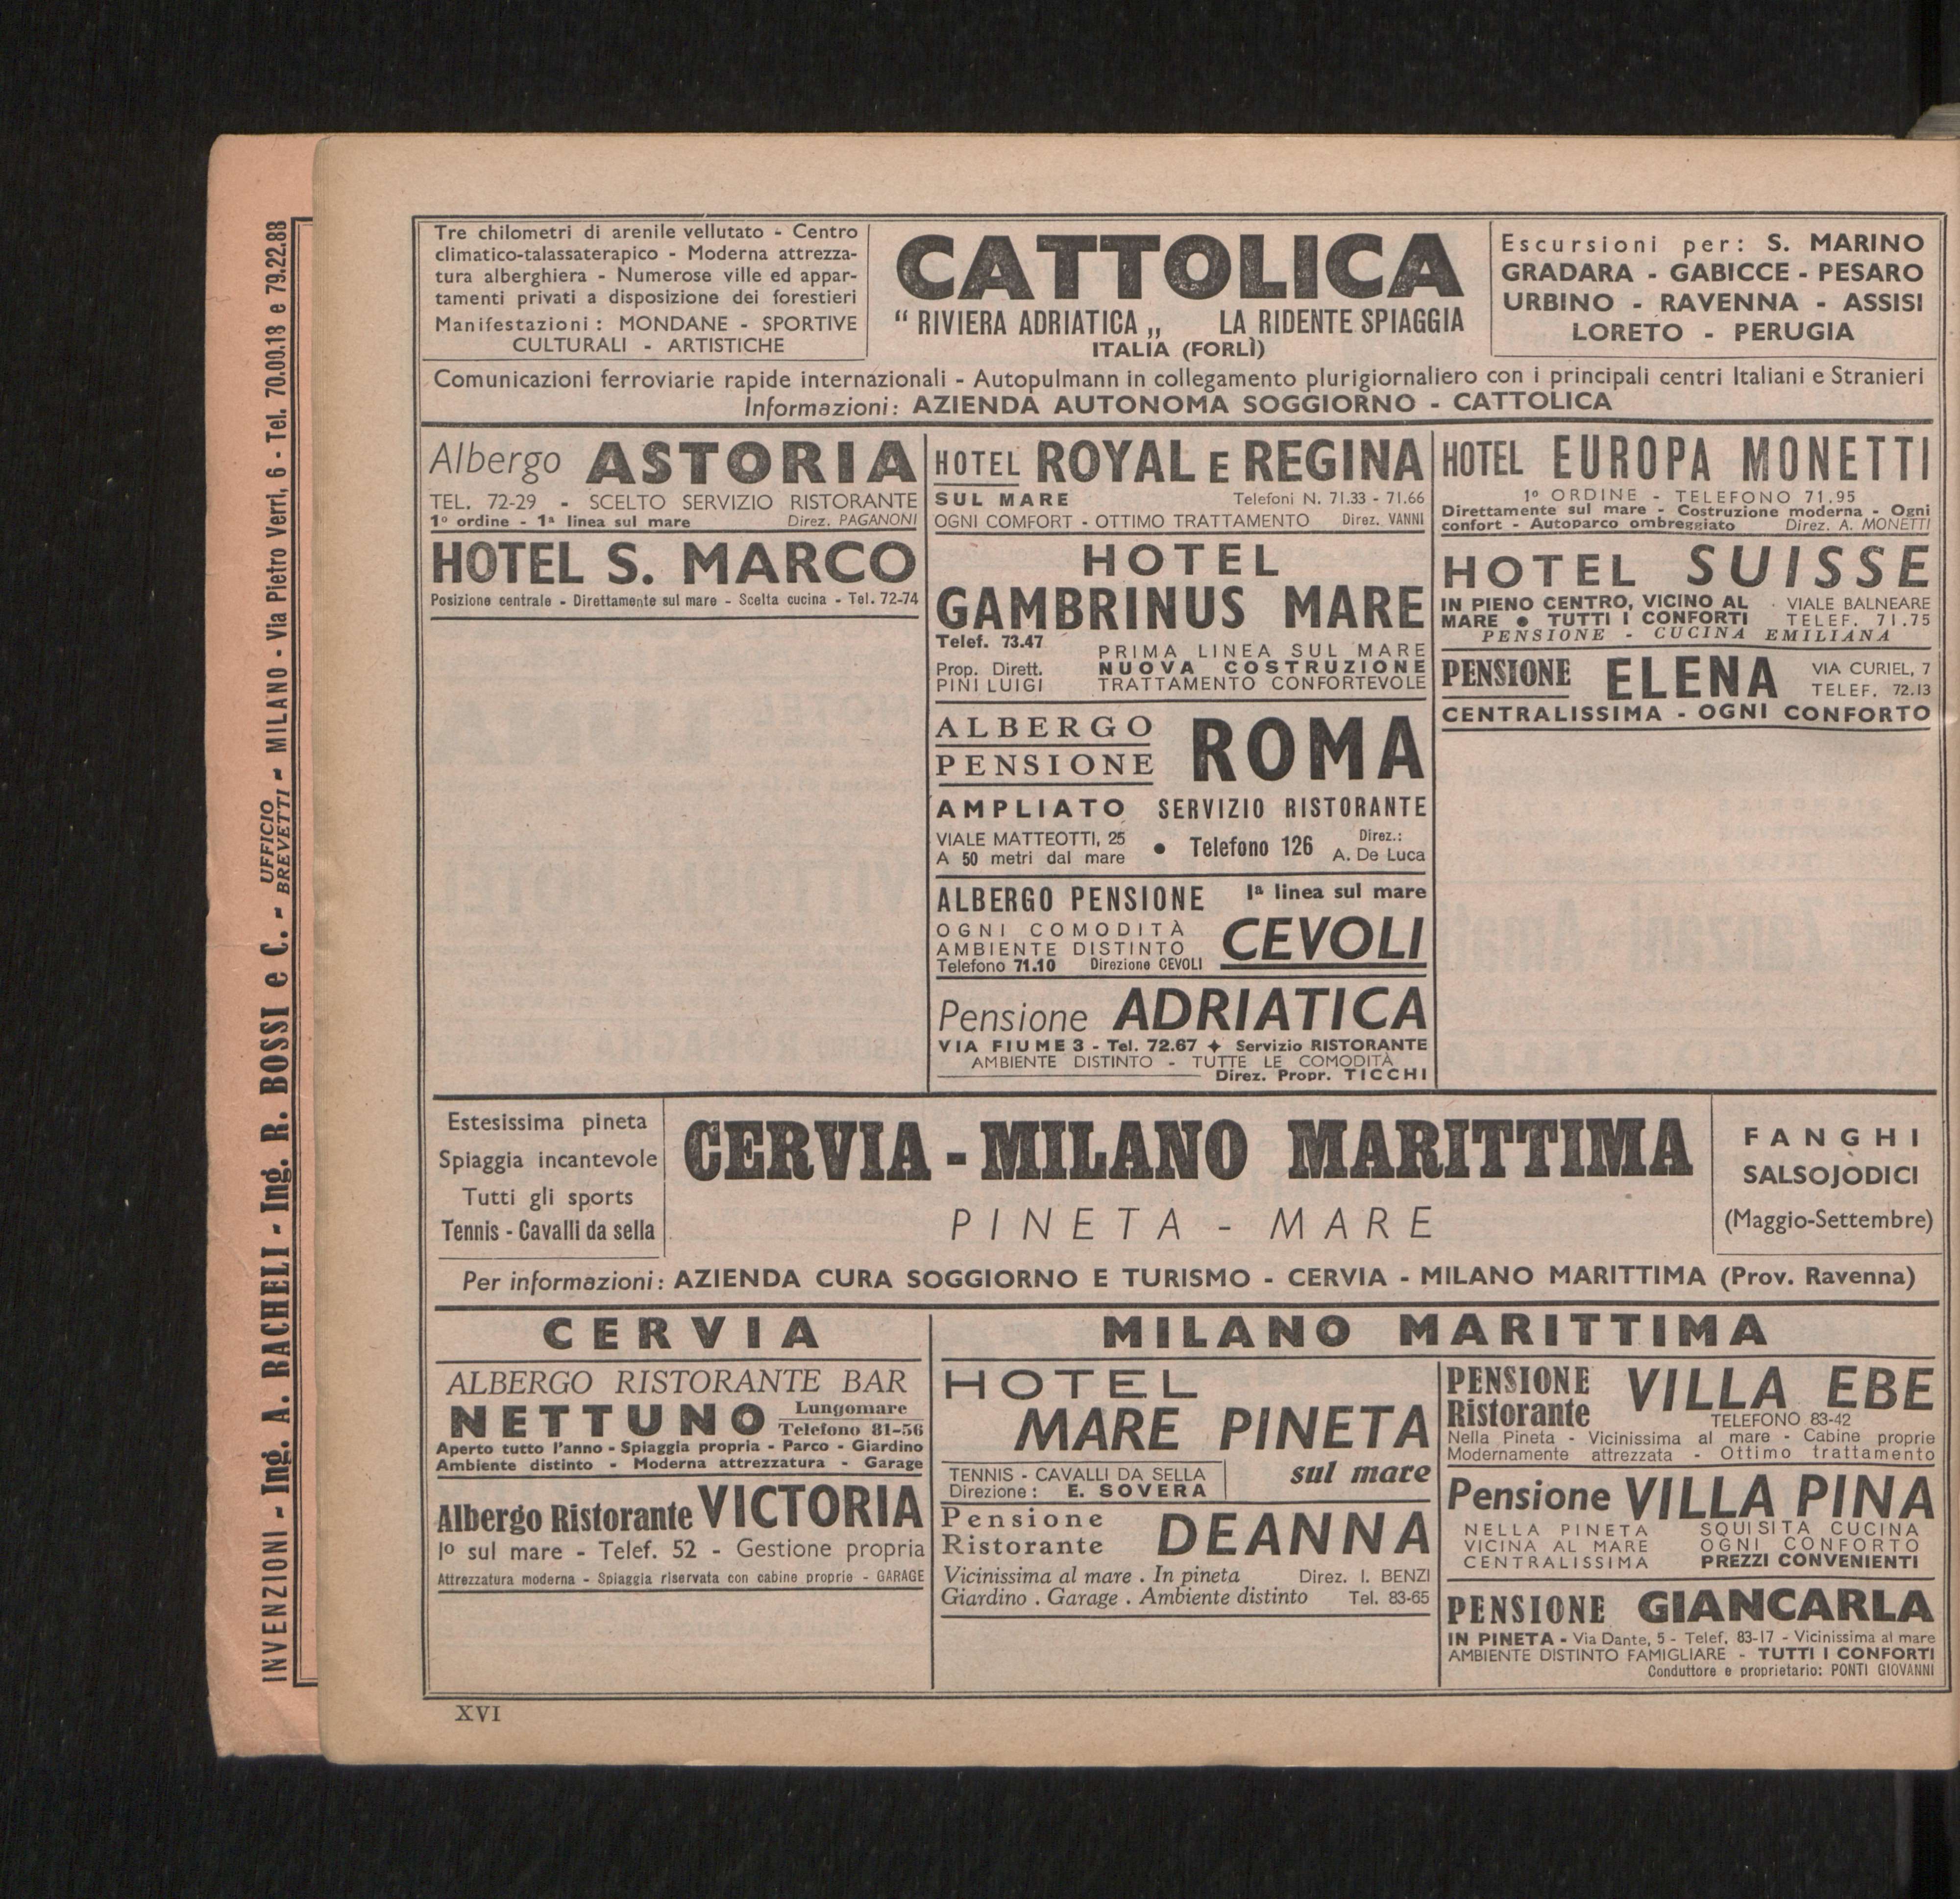 INVENZIONI - Ing. A. RACHELI - Ing. R. BOSSI e C. - UFFICIO BREVETTI - MILANO - Via Pietro Verri, 6 - Tel. 70.00.18 e 79.22.88
Tre chilometri di arenile vellutato - Centro
climatico-talassaterapico - Moderna attrezza-
tura alberghiera - Numerose ville ed appar-
tamenti privati a disposizione dei forestieri
Manifestazioni: MONDANE - SPORTIVE
CULTURALI - ARTISTICHE
CATTOLICA
“ RIVIERA ADRIATICA „ LA RIDENTE SPIAGGIA
ITALIA (FORLÌ)
Escursioni per: S. MARINO
GRADARA - GABICCE - PESARO
URBINO - RAVENNA - ASSISI
LORETO - PERUGIA
Comunicazioni ferroviarie rapide internazionali - Autopulmann in collegamento plurigiornaliero con i principali centri Italiani e Stranieri
Informazioni: AZIENDA AUTONOMA SOGGIORNO - CATTOLICA
Albergo ASTORIA
TEL. 72-29 - SCELTO SERVIZIO RISTORANTE
1º ordine - 1ª linea sul mare Direz. PAGANONI
HOTEL S. MARCO
Posizione centrale - Direttamente sul mare - Scelta cucina - Tel. 72-74
HOTEL ROYAL E REGINA
SUL MARE Telefoni N. 71.33 - 71.66
OGNI COMFORT - OTTIMO TRATTAMENTO Direz. VANNI
HOTEL
GAMBRINUS MARE
Telef. 73.47
PRIMA LINEA SUL MARE
Prop. Dirett. NUOVA COSTRUZIONE
PINI LUIGI TRATTAMENTO CONFORTEVOLE
ALBERGO
PENSIONE ROMA
AMPLIATO SERVIZIO RISTORANTE
VIALE MATTEOTTI, 25
A 50 metri dal mare • Telefono 126
Direz.:
A. De Luca
ALBERGO PENSIONE Iª linea sul mare
OGNI COMODITÀ
AMBIENTE DISTINTO
CEVOLI
Telefono 71.10 Direzione CEVOLI
Pensione ADRIATICA
VIA FIUME 3 - Tel. 72.67 ✦ Servizio RISTORANTE
AMBIENTE DISTINTO - TUTTE LE COMODITÀ
Direz. Propr. TICCHI
HOTEL EUROPA MONETTI
1º ORDINE - TELEFONO 71.95
Direttamente sul mare - Costruzione moderna - Ogni
confort - Autoparco ombreggiato Direz. A. MONETTI
HOTEL SUISSE
IN PIENO CENTRO, VICINO AL VIALE BALNEARE
MARE • TUTTI I CONFORTI TELEF. 71.75
PENSIONE - CUCINA EMILIANA
PENSIONE ELENA
VIA CURIEL, 7
TELEF. 72.13
CENTRALISSIMA - OGNI CONFORTO
Estesissima pineta
Spiaggia incantevole
Tutti gli sports
Tennis - Cavalli da sella
CERVIA - MILANO MARITTIMA
PINETA - MARE
FANGHI
SALSOJODICI
(Maggio-Settembre)
Per informazioni: AZIENDA CURA SOGGIORNO E TURISMO - CERVIA - MILANO MARITTIMA (Prov. Ravenna)
CERVIA
ALBERGO RISTORANTE BAR
NETTUNO
Lungomare
Telefono 81-56
Aperto tutto l'anno - Spiaggia propria - Parco - Giardino
Ambiente distinto - Moderna attrezzatura - Garage
Albergo Ristorante VICTORIA
Iº sul mare - Telef. 52 - Gestione propria
Attrezzatura moderna - Spiaggia riservata con cabine proprie - GARAGE
MILANO MARITTIMA
HOTEL
MARE PINETA
sul mare
TENNIS - CAVALLI DA SELLA
Direzione: E. SOVERA
Pensione
Ristorante
DEANNA
Vicinissima al mare . In pineta Direz. I. BENZI
Giardino . Garage . Ambiente distinto Tel. 83-65
PENSIONE
Ristorante
VILLA EBE
TELEFONO 83-42
Nella Pineta - Vicinissima al mare - Cabine proprie
Modernamente attrezzata - Ottimo trattamento
Pensione VILLA PINA
NELLA PINETA SQUISITA CUCINA
VICINA AL MARE OGNI CONFORTO
CENTRALISSIMA PREZZI CONVENIENTI
PENSIONE GIANCARLA
IN PINETA - Via Dante, 5 - Telef. 83-17 - Vicinissima al mare
AMBIENTE DISTINTO FAMIGLIARE - TUTTI I CONFORTI
Conduttore e proprietario: PONTI GIOVANNI
XVI